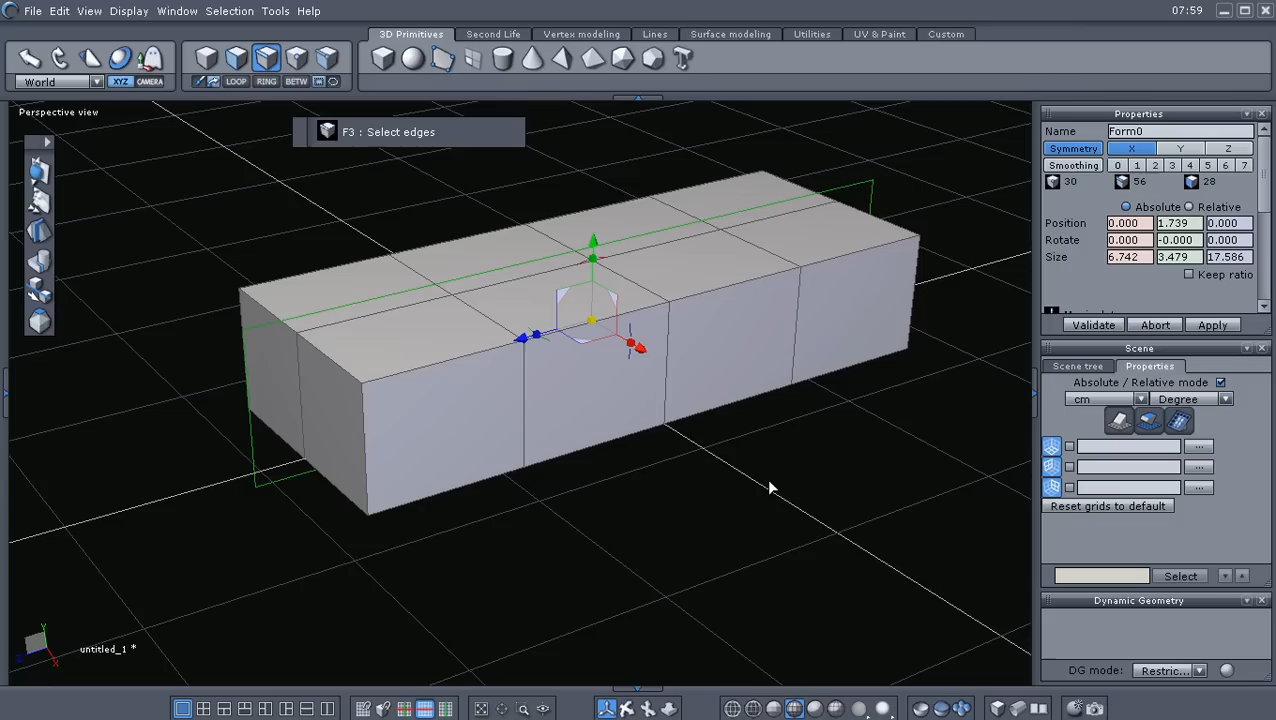 File Edit View Display Window Selection Tools Help
07:59
3D Primitives Second Life Vertex modeling Lines Surface modeling Utilities UV & Paint Custom
World XYZ CAMERA LOOP RING BETW
Perspective view
F3 : Select edges
Properties
Name Form0
Symmetry X Y Z
Smoothing 0 1 2 3 4 5 6 7
30 56 28
Absolute Relative
Position 0.000 1.739 0.000
Rotate 0.000 -0.000 0.000
Size 6.742 3.479 17.586
Keep ratio
Validate Abort Apply
Scene
Scene tree Properties
Absolute / Relative mode
cm Degree
...
...
...
Reset grids to default
Select
Dynamic Geometry
DG mode: Restric...
Y
Z
X
untitled_1 *